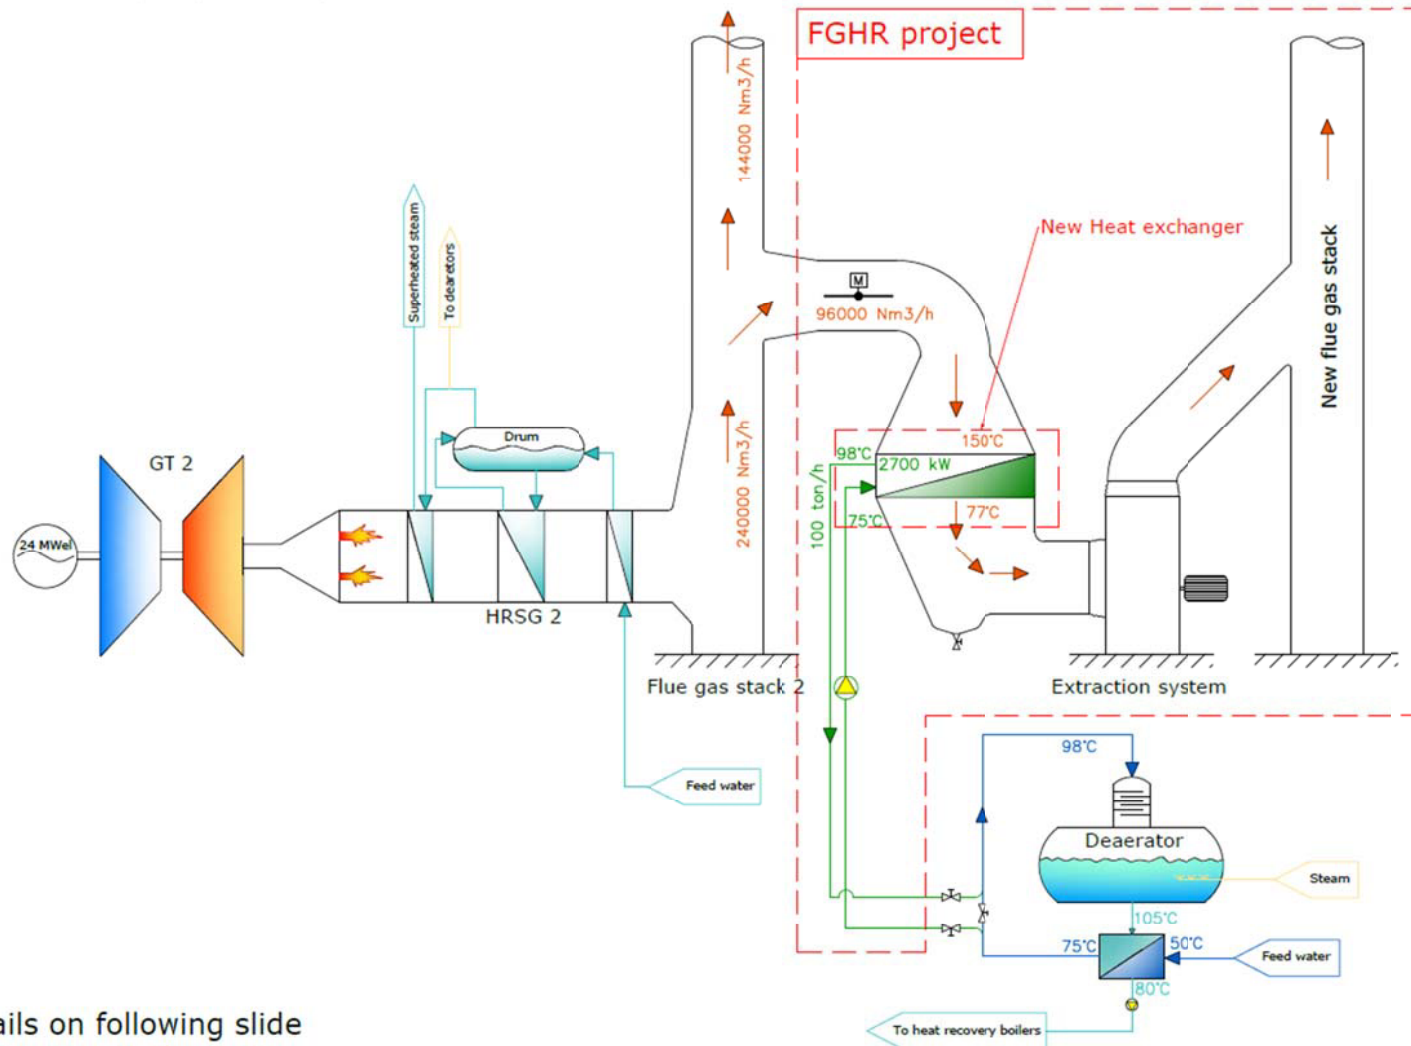 FGHR project
144000 Nm3/h
New Heat exchanger
New flue gas stack
Superheated steam
To dearetors
M
96000 Nm3/h
240000 Nm3/h
GT 2
24 MWel
Drum
HRSG 2
150°C
98°C
2700 kW
75°C
77°C
100 ton/h
Flue gas stack 2
Extraction system
Feed water
98°C
Deaerator
Steam
105°C
75°C
50°C
Feed water
80°C
To heat recovery boilers
ails on following slide